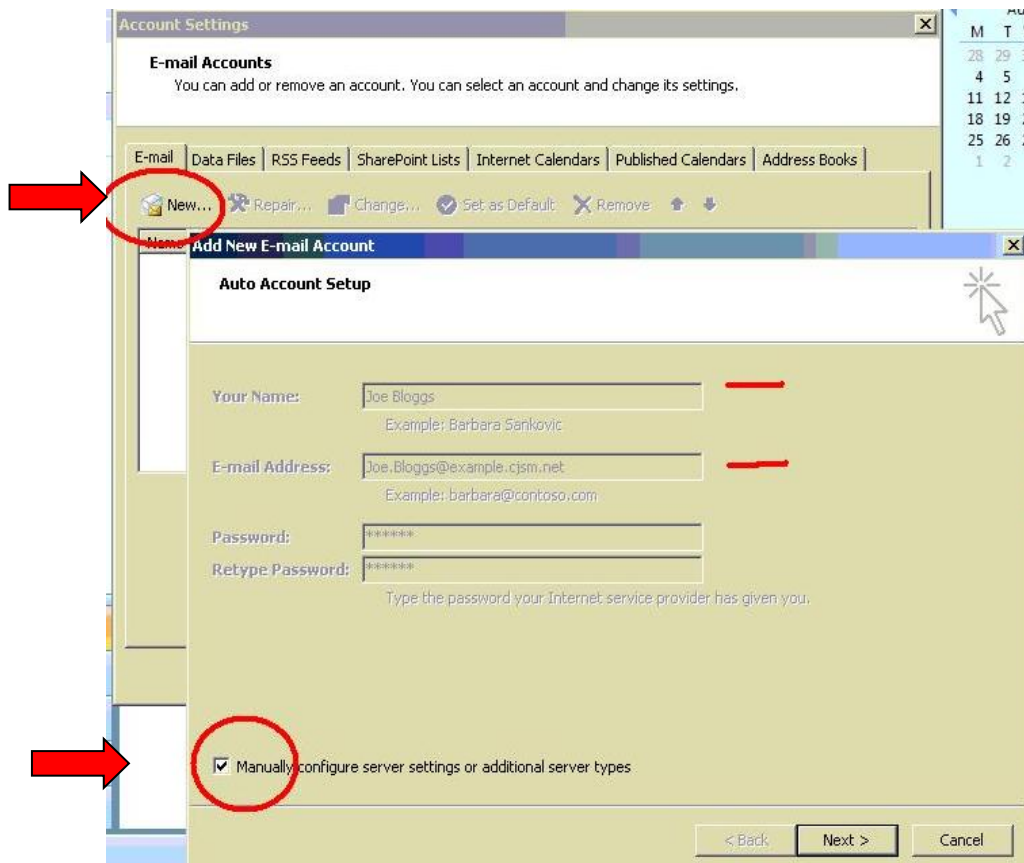 Account Settings
E-mail Accounts
You can add or remove an account. You can select an account and change its settings.
E-mail Data Files RSS Feeds SharePoint Lists Internet Calendars Published Calendars Address Books
New... Repair... Change... Set as Default Remove
Name
Add New E-mail Account
Auto Account Setup
Your Name: Joe Bloggs
Example: Barbara Sankovic
E-mail Address: Joe.Bloggs@example.cjsm.net
Example: barbara@contoso.com
Password: ******
Retype Password: ******
Type the password your Internet service provider has given you.
Manually configure server settings or additional server types
< Back Next > Cancel
M T
28 29
4 5
11 12
18 19
25 26
1 2